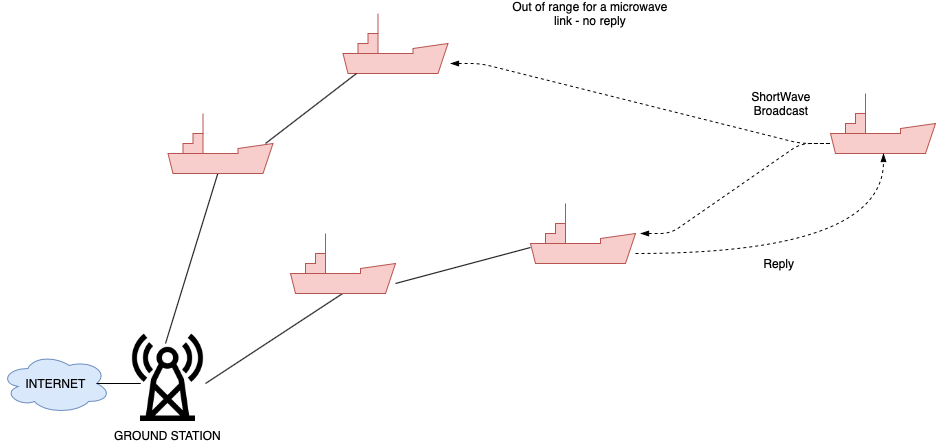 Out of range for a microwave
link - no reply
ShortWave
Broadcast
Reply
INTERNET
GROUND STATION